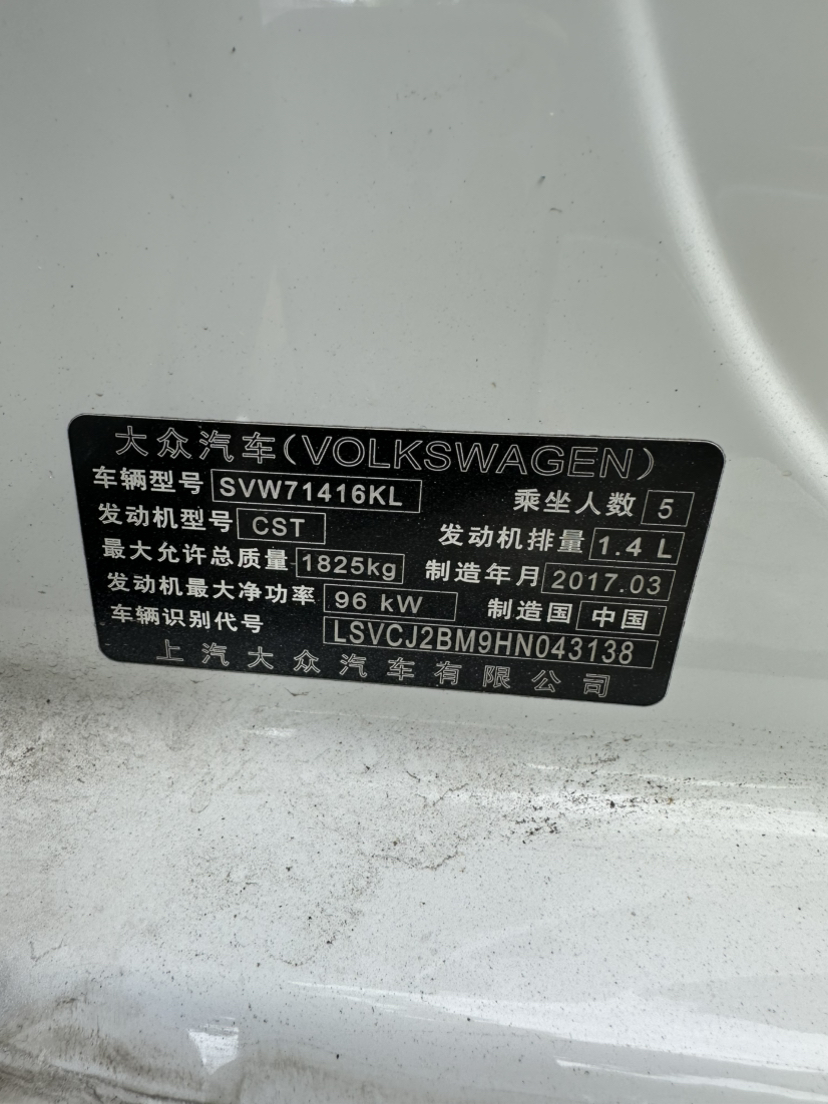 大众汽车(VOLKSWAGEN)
车辆型号 SVW71416KL 乘坐人数 5
发动机型号 CST 发动机排量 1.4 L
最大允许总质量 1825kg 制造年月 2017.03
发动机最大净功率 96 kW 制造国 中国
车辆识别代号 LSVCJ2BM9HN043138
上汽大众汽车有限公司